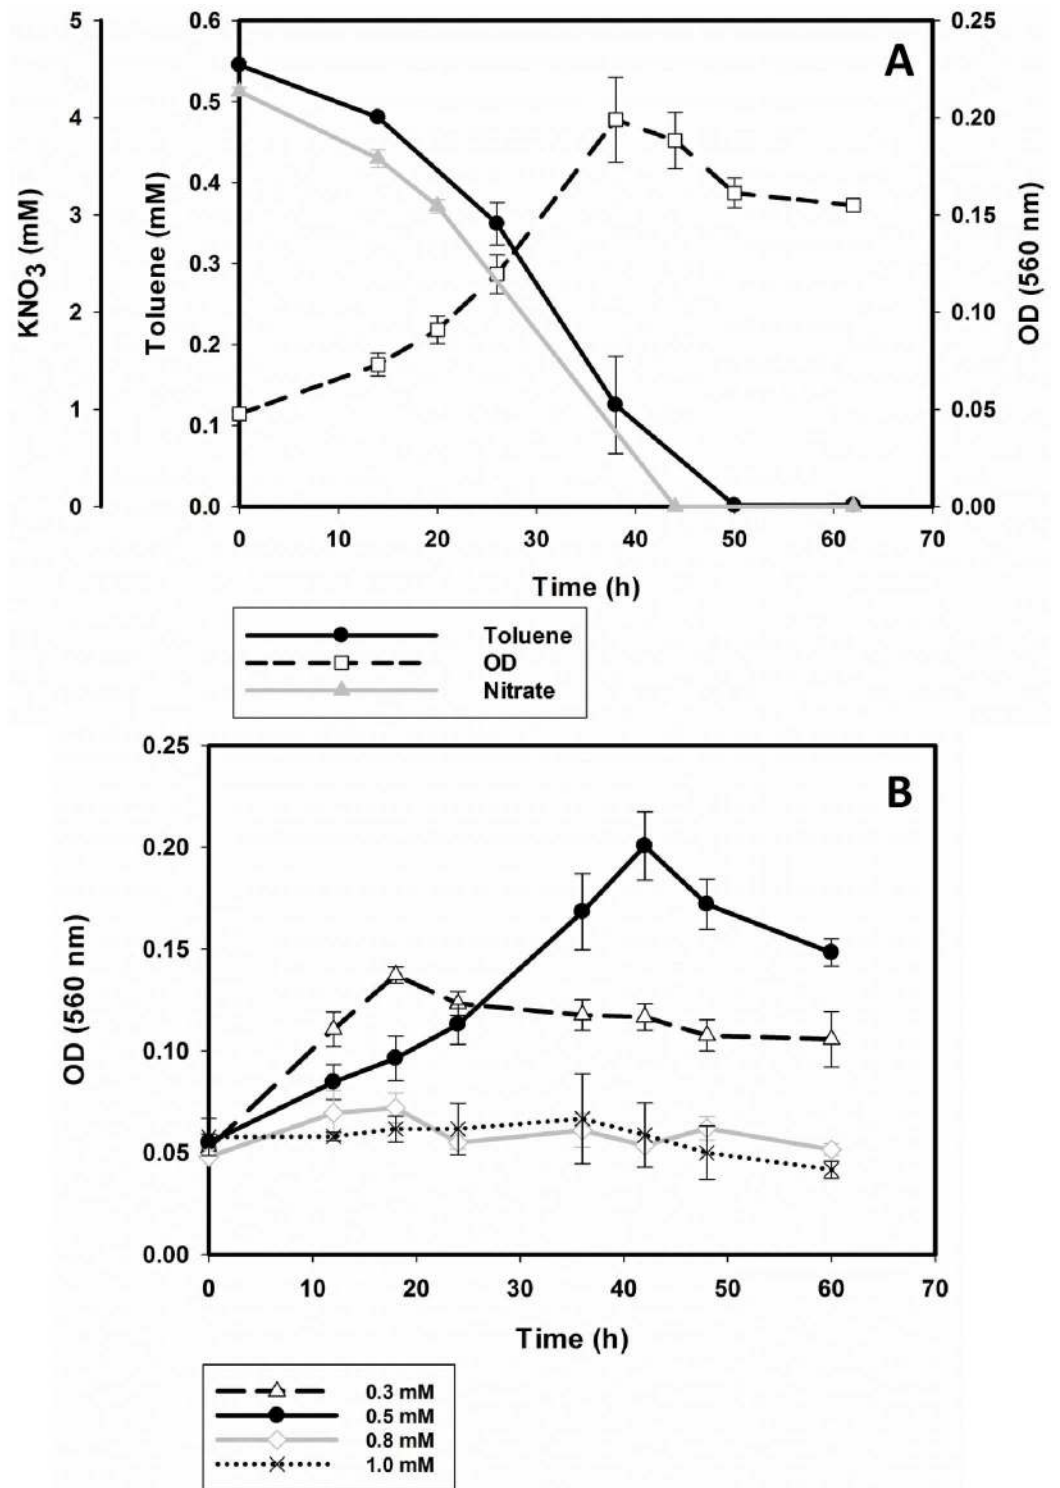 A
5
4
3
2
1
0
KNO3 (mM)
0.6
0.5
0.4
0.3
0.2
0.1
0.0
Toluene (mM)
0.25
0.20
0.15
0.10
0.05
0.00
OD (560 nm)
0 10 20 30 40 50 60 70
Time (h)
Toluene
OD
Nitrate
B
0.25
0.20
0.15
0.10
0.05
0.00
OD (560 nm)
0 10 20 30 40 50 60 70
Time (h)
0.3 mM
0.5 mM
0.8 mM
1.0 mM